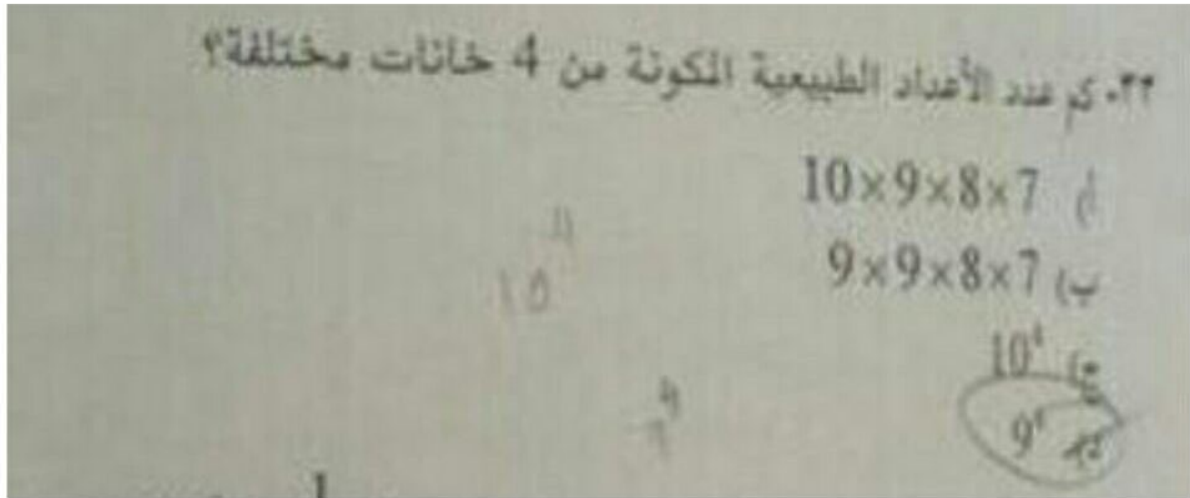 ٢٢- كم عدد الأعداد الطبيعية المكونة من 4 خانات مختلفة؟
أ) 10×9×8×7
ب) 9×9×8×7
ج) 10⁴
د) 9⁴